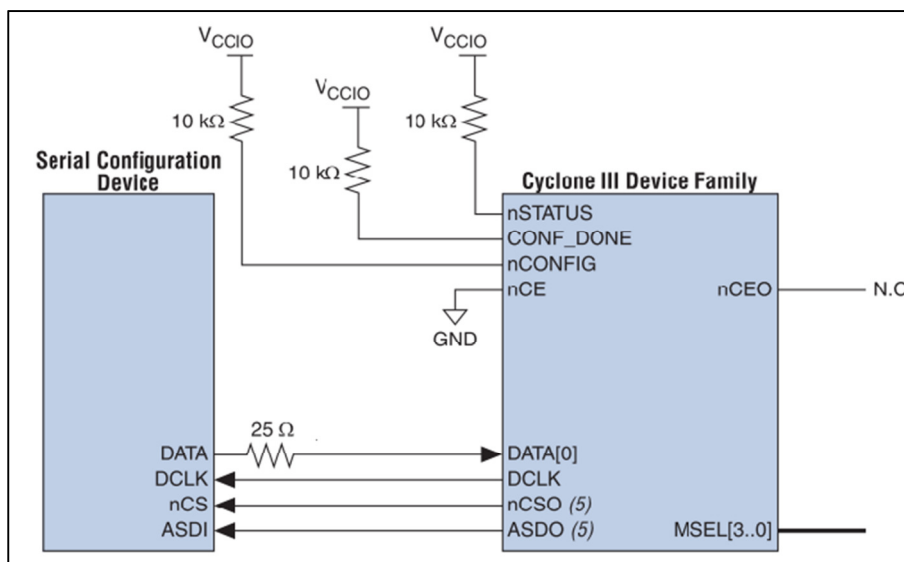 VCCIO
VCCIO
VCCIO
10 kΩ
10 kΩ
10 kΩ
Serial Configuration
Device
Cyclone III Device Family
nSTATUS
CONF_DONE
nCONFIG
nCE
nCEO
N.C
GND
25 Ω
DATA
DATA[0]
DCLK
DCLK
nCS
nCSO (5)
ASDI
ASDO (5)
MSEL[3..0]